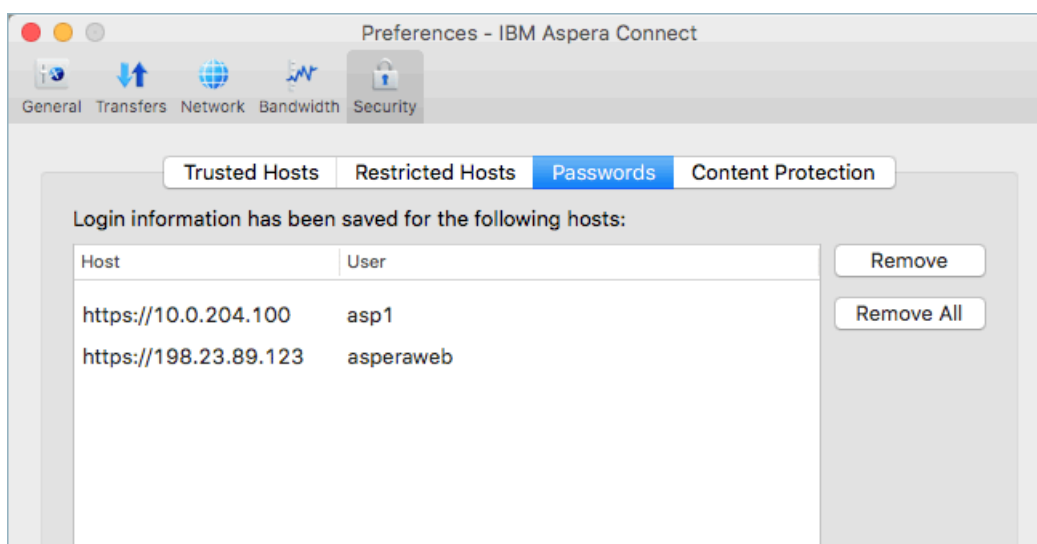 Preferences - IBM Aspera Connect
General Transfers Network Bandwidth Security
Trusted Hosts Restricted Hosts Passwords Content Protection
Login information has been saved for the following hosts:
Host User Remove
https://10.0.204.100 asp1 Remove All
https://198.23.89.123 asperaweb